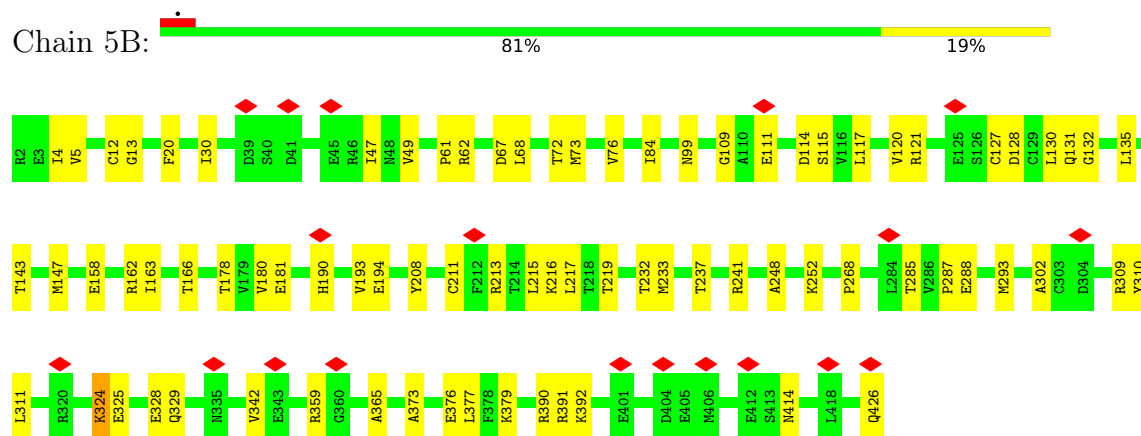 Chain 5B:
81% 19%
R2 E3 I4 V5 C12 G13 F20 I30 D39 S40 D41 E45 R46 I47 N48 V49 P61 R62 D67 L68 T72 M73 V76 I84 N99 G109 A110 E111 D114 S115 V116 L117 V120 R121 E125 S126 C127 D128 C129 L130 Q131 G132 L135
T143 M147 E158 R162 I163 T166 T178 V179 V180 E181 H190 V193 E194 Y208 C211 F212 R213 T214 L215 K216 L217 T218 T219 T232 M233 T237 R241 A248 K252 P268 L284 T285 V286 P287 E288 M293 A302 C303 D304 R309 Y310
L311 R320 K324 E325 E328 Q329 N335 V342 E343 R359 G360 A365 A373 E376 L377 F378 K379 R390 R391 K392 E401 D404 E405 M406 E412 S413 N414 L418 Q426